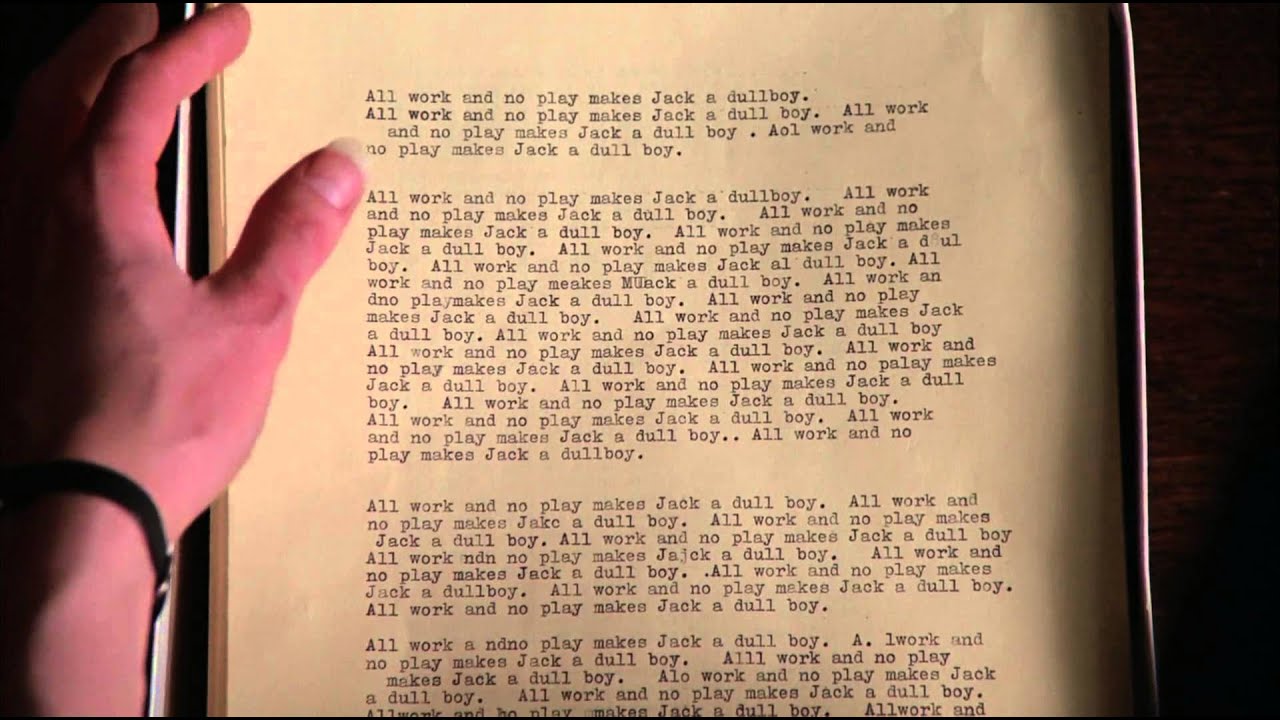 All work and no play makes Jack a dullboy.
All work and no play makes Jack a dull boy.  All work
and no play makes Jack a dull boy . Aol work and
no play makes Jack a dull boy.
All work and no play makes Jack a dullboy.   All work
and no play makes Jack a dull boy.   All work and no
play makes Jack a dull boy.  All work and no play makes
Jack a dull boy.  All work and no play makes Jack a d ul
boy.  All work and no play makes Jack al dull boy. All
work and no play meakes MUack a dull boy.  All work an
dno playmakes Jack a dull boy.  All work and no play
makes Jack a dull boy.   All work and no play makes Jack
a dull boy. All work and no play makes Jack a dull boy
All work and no play makes Jack a dull boy.  All work and
no play makes Jack a dull boy.  All work and no palay makes
Jack a dull boy.  All work and no play makes Jack a dull
boy.   All work and no play makes Jack a dull boy.
All work and no play makes Jack a dull boy.  All work
and no play makes Jack a dull boy.. All work and no
play makes Jack a dullboy.
All work and no play makes Jack a dull boy.  All work and
no play makes Jakc a dull boy.  All work and no play makes
Jack a dull boy. All work and no play makes Jack a dull boy
All work ndn no play makes Jajck a dull boy.   All work and
no play makes Jack a dull boy. .All work and no play makes
Jack a dullboy.  All work and no play makes Jack a dull boy.
All work and no play makes Jack a dull boy.
All work a ndno play makes Jack a dull boy.  A. lwork and
no play makes Jack a dull boy.   Alll work and no play
makes Jack a dull boy.   Alo work and no play makes Jack
a dull boy.   All work and no play makes Jack a dull boy.
Allwork and no play makes Jack a dull boy.   Allwork and